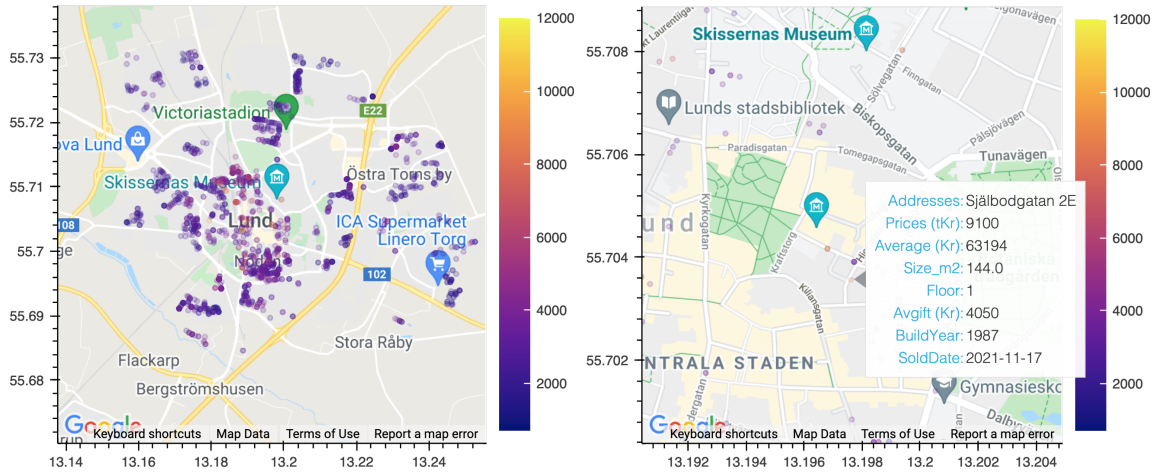 55.73
55.72
55.71
55.7
55.69
55.68
13.14
13.16
13.18
13.2
13.22
13.24
Victoriastadion
E22
ova Lund
Skissernas Museum
Östra Torns by
Lund
ICA Supermarket
Linero Torg
108
ge
102
Stora Råby
Flackarp
Bergströmshusen
Google
rup
Keyboard shortcuts
Map Data
Terms of Use
Report a map error
12000
10000
8000
6000
4000
2000
55.708
55.706
55.704
55.702
13.192
13.194
13.196
13.198
13.2
13.202
13.204
kt Laurentiigat
Skissernas Museum
Sölvegatan
Finngatan
Lunds stadsbibliotek
Biskopsgatan
Pålsjövägen
Paradisgatan
Tomegapsgatan
Tunavägen
Kyrkogatan
und
Kraftstorg
Kiliansgatan
Addresses: Själbodgatan 2E
Prices (tKr): 9100
Average (Kr): 63194
Size_m2: 144.0
Floor: 1
Avgift (Kr): 4050
BuildYear: 1987
SoldDate: 2021-11-17
NTRALA STADEN
Gymnasiesko
Dalby
Google
Keyboard shortcuts
Map Data
Terms of Use
Report a map error
12000
10000
8000
6000
4000
2000